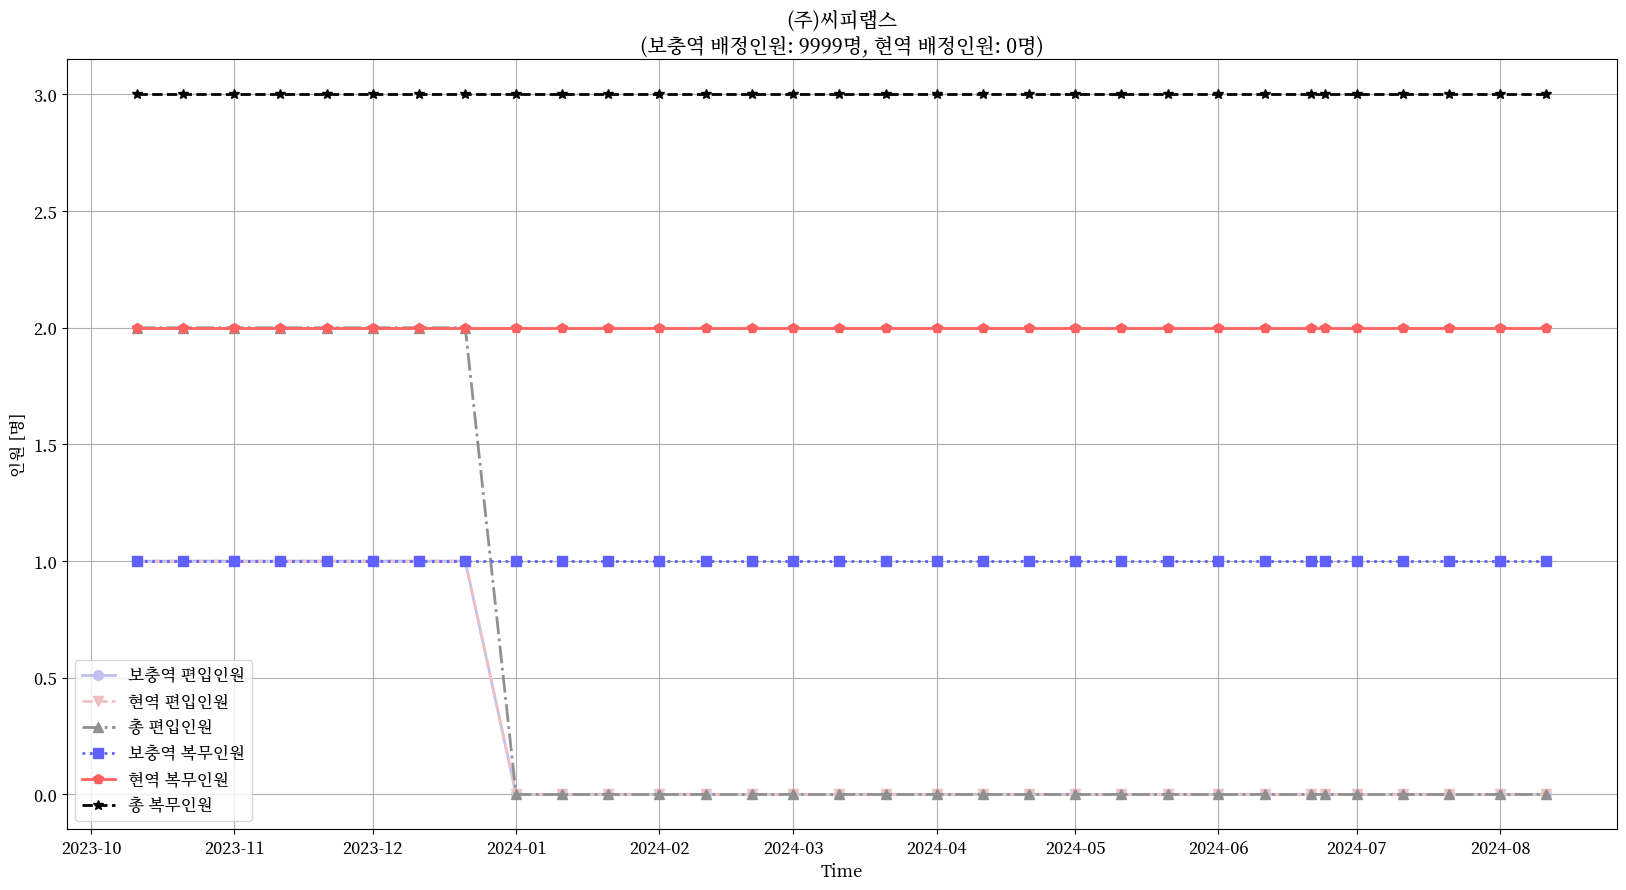 (주)씨피랩스
(보충역 배정인원: 9999명, 현역 배정인원: 0명)
인원 [명]
3.0
2.5
2.0
1.5
1.0
0.5
0.0
보충역 편입인원
현역 편입인원
총 편입인원
보충역 복무인원
현역 복무인원
총 복무인원
2023-10 2023-11 2023-12 2024-01 2024-02 2024-03 2024-04 2024-05 2024-06 2024-07 2024-08
Time